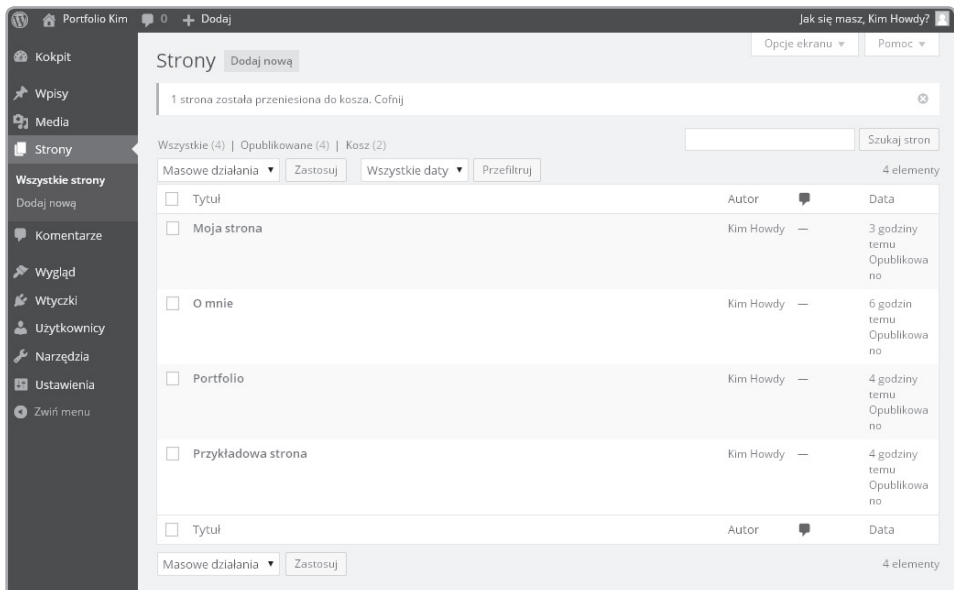 Portfolio Kim 0 + Dodaj Jak się masz, Kim Howdy?
Opcje ekranu ▼ Pomoc ▼
Kokpit
Wpisy
Media
Strony
Wszystkie strony
Dodaj nową
Komentarze
Wygląd
Wtyczki
Użytkownicy
Narzędzia
Ustawienia
Zwiń menu
Strony Dodaj nową
1 strona została przeniesiona do kosza. Cofnij
Wszystkie (4) | Opublikowane (4) | Kosz (2)
Szukaj stron
Masowe działania ▼ Zastosuj Wszystkie daty ▼ Przefiltruj 4 elementy
Tytuł Autor Data
Moja strona Kim Howdy — 3 godziny
temu
Opublikowa
no
O mnie Kim Howdy — 6 godzin
temu
Opublikowa
no
Portfolio Kim Howdy — 4 godziny
temu
Opublikowa
no
Przykładowa strona Kim Howdy — 4 godziny
temu
Opublikowa
no
Tytuł Autor Data
Masowe działania ▼ Zastosuj 4 elementy